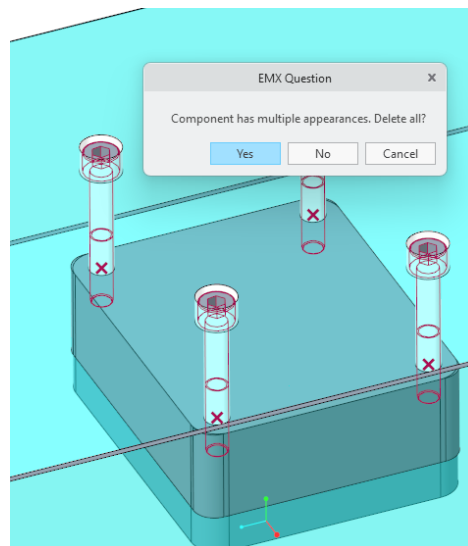 EMX Question
Component has multiple appearances. Delete all?
Yes No Cancel